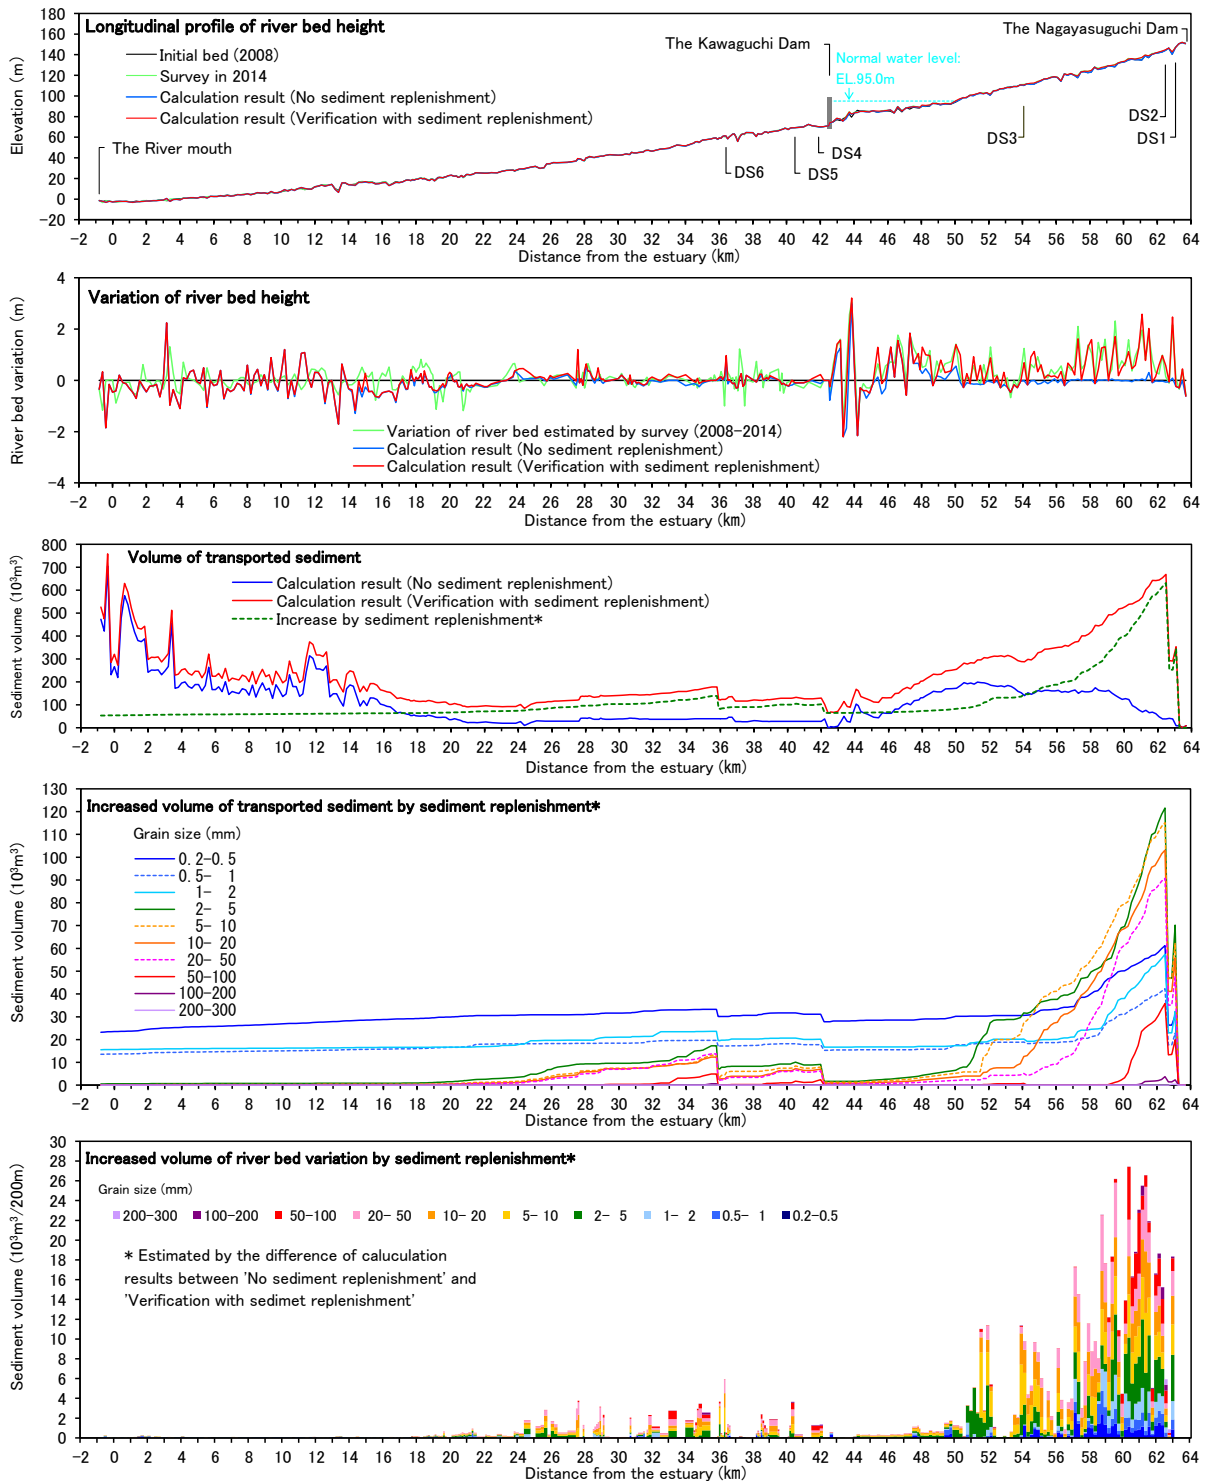 Longitudinal profile of river bed height
Initial bed (2008)
Survey in 2014
Calculation result (No sediment replenishment)
Calculation result (Verification with sediment replenishment)
The River mouth
The Kawaguchi Dam
Normal water level:
EL.95.0m
The Nagayasuguchi Dam
DS6
DS5
DS4
DS3
DS2
DS1
Elevation (m)
180
160
140
120
100
80
60
40
20
0
-20
-2 0 2 4 6 8 10 12 14 16 18 20 22 24 26 28 30 32 34 36 38 40 42 44 46 48 50 52 54 56 58 60 62 64
Distance from the estuary (km)
Variation of river bed height
River bed variation (m)
4
2
0
-2
-4
Variation of river bed estimated by survey (2008-2014)
Calculation result (No sediment replenishment)
Calculation result (Verification with sediment replenishment)
-2 0 2 4 6 8 10 12 14 16 18 20 22 24 26 28 30 32 34 36 38 40 42 44 46 48 50 52 54 56 58 60 62 64
Distance from the estuary (km)
Volume of transported sediment
Calculation result (No sediment replenishment)
Calculation result (Verification with sediment replenishment)
Increase by sediment replenishment*
Sediment volume (10³m³)
800
700
600
500
400
300
200
100
0
-2 0 2 4 6 8 10 12 14 16 18 20 22 24 26 28 30 32 34 36 38 40 42 44 46 48 50 52 54 56 58 60 62 64
Distance from the estuary (km)
Increased volume of transported sediment by sediment replenishment*
Grain size (mm)
0.2-0.5
0.5- 1
1- 2
2- 5
5- 10
10- 20
20- 50
50-100
100-200
200-300
Sediment volume (10³m³)
130
120
110
100
90
80
70
60
50
40
30
20
10
0
-2 0 2 4 6 8 10 12 14 16 18 20 22 24 26 28 30 32 34 36 38 40 42 44 46 48 50 52 54 56 58 60 62 64
Distance from the estuary (km)
Increased volume of river bed variation by sediment replenishment*
Grain size (mm)
200-300 100-200 50-100 20- 50 10- 20 5- 10 2- 5 1- 2 0.5- 1 0.2-0.5
* Estimated by the difference of caluculation
results between 'No sediment replenishment' and
'Verification with sedimet replenishment'
Sediment volume (10³m³/200m)
30
28
26
24
22
20
18
16
14
12
10
8
6
4
2
0
-2 0 2 4 6 8 10 12 14 16 18 20 22 24 26 28 30 32 34 36 38 40 42 44 46 48 50 52 54 56 58 60 62 64
Distance from the estuary (km)